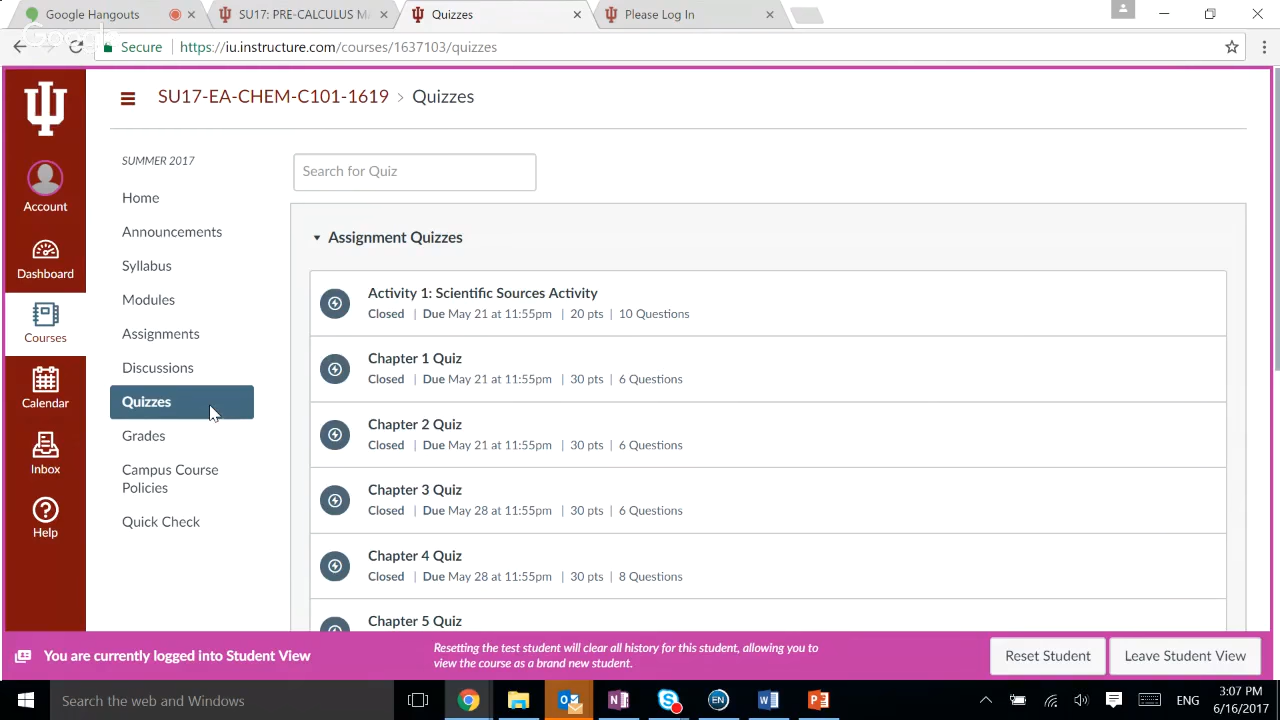 Google Hangouts
SU17: PRE-CALCULUS M
Quizzes
Please Log In
Google
Secure
https://iu.instructure.com/courses/1637103/quizzes
SU17-EA-CHEM-C101-1619 > Quizzes
Account
Dashboard
Courses
Calendar
Inbox
Help
SUMMER 2017
Home
Announcements
Syllabus
Modules
Assignments
Discussions
Quizzes
Grades
Campus Course
Policies
Quick Check
Search for Quiz
Assignment Quizzes
Activity 1: Scientific Sources Activity
Closed | Due May 21 at 11:55pm | 20 pts | 10 Questions
Chapter 1 Quiz
Closed | Due May 21 at 11:55pm | 30 pts | 6 Questions
Chapter 2 Quiz
Closed | Due May 21 at 11:55pm | 30 pts | 6 Questions
Chapter 3 Quiz
Closed | Due May 28 at 11:55pm | 30 pts | 6 Questions
Chapter 4 Quiz
Closed | Due May 28 at 11:55pm | 30 pts | 8 Questions
Chapter 5 Quiz
You are currently logged into Student View
Resetting the test student will clear all history for this student, allowing you to
view the course as a brand new student.
Reset Student
Leave Student View
Search the web and Windows
EN
ENG
3:07 PM
6/16/2017